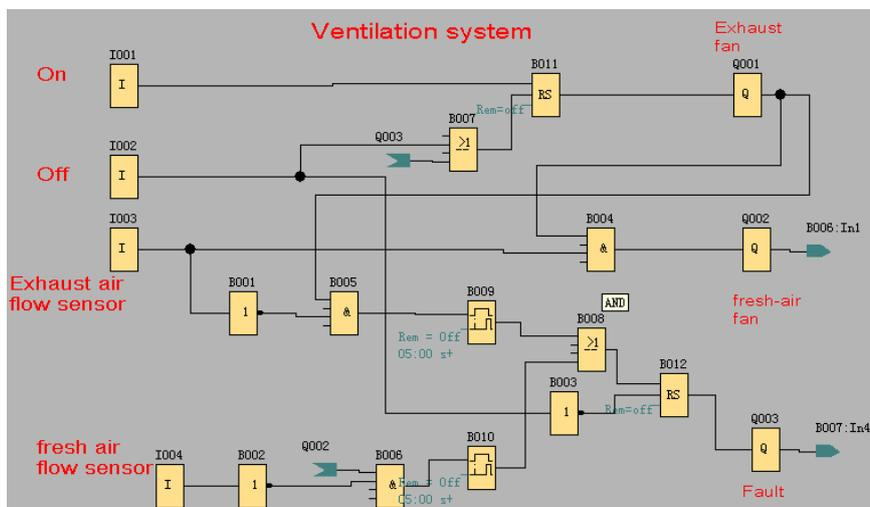 Ventilation system
Exhaust
fan
I001
On
I
B011
RS
Rem=off
Q001
Q
B007
≥1
Q003
I002
Off
I
I003
I
B004
&
Q002
Q
B006:In1
Exhaust air
flow sensor
B001
1
B005
&
B009
Rem = Off
05:00 s+
AND
fresh-air
fan
B008
≥1
B012
RS
Rem=off
B003
1
Q003
Q
B007:In4
Fault
fresh air
flow sensor
I004
I
B002
1
Q002
B006
&
B010
Rem = Off
05:00 s+